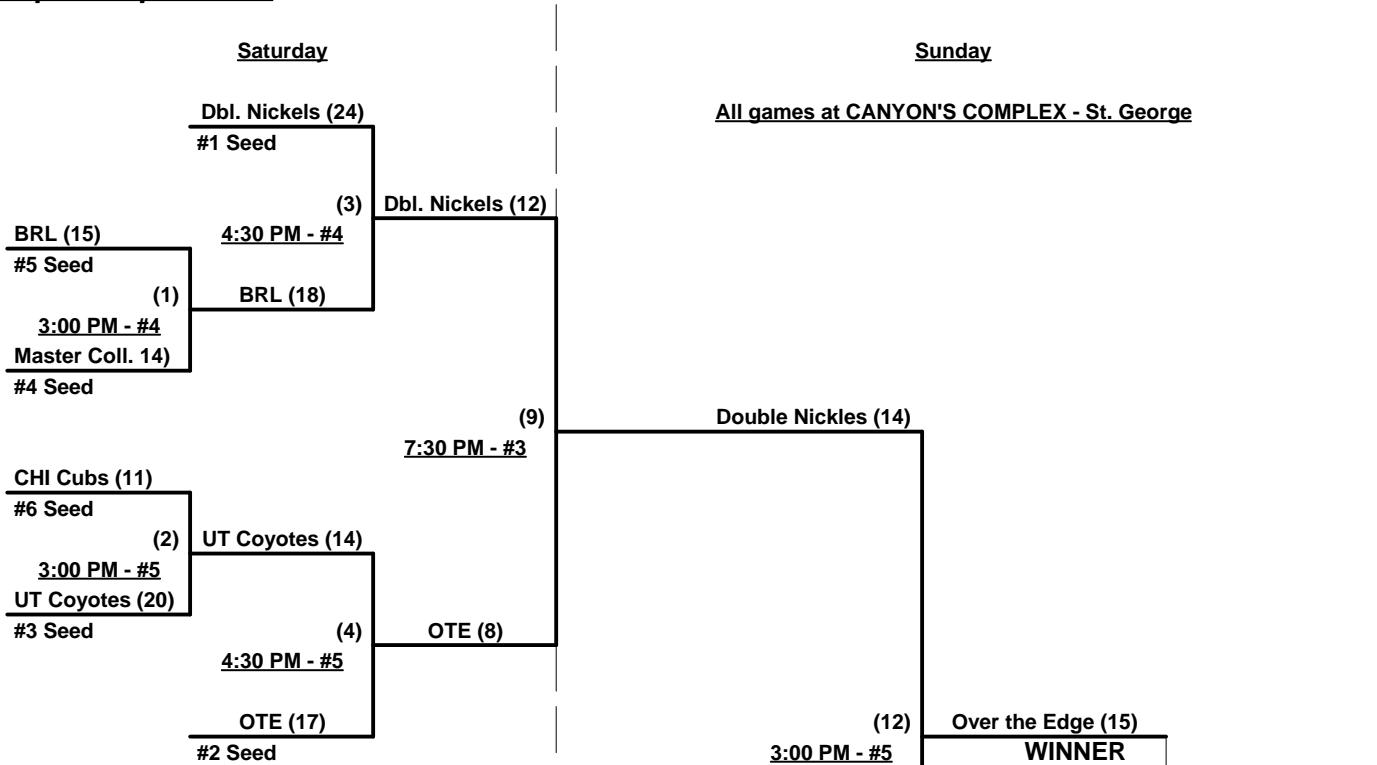 Saturday
Sunday
Dbl. Nickels (24)
All games at CANYON'S COMPLEX - St. George
#1 Seed
(3)
Dbl. Nickels (12)
BRL (15)
4:30 PM - #4
#5 Seed
(1)
BRL (18)
3:00 PM - #4
Master Coll. 14)
#4 Seed
(9)
Double Nickles (14)
7:30 PM - #3
CHI Cubs (11)
#6 Seed
(2)
UT Coyotes (14)
3:00 PM - #5
UT Coyotes (20)
#3 Seed
(4)
OTE (8)
4:30 PM - #5
OTE (17)
(12)
Over the Edge (15)
#2 Seed
3:00 PM - #5
WINNER